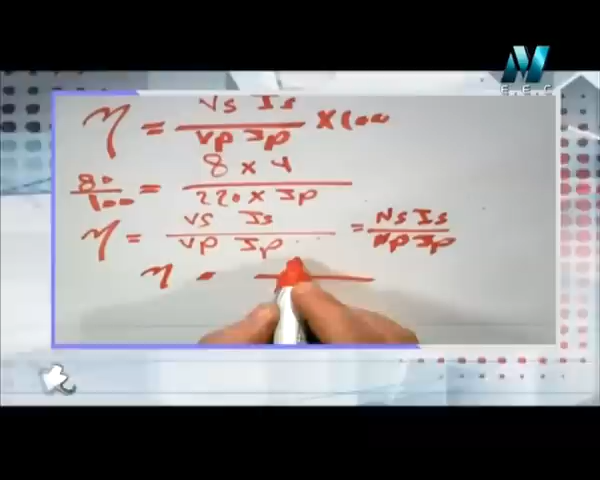 E.E.C
η = Vs Is / Vp Ip × 100
80/100 = 8 × 4 / 220 × Ip
η = Vs Is / Vp Ip = Ns Is / Np Ip
η =